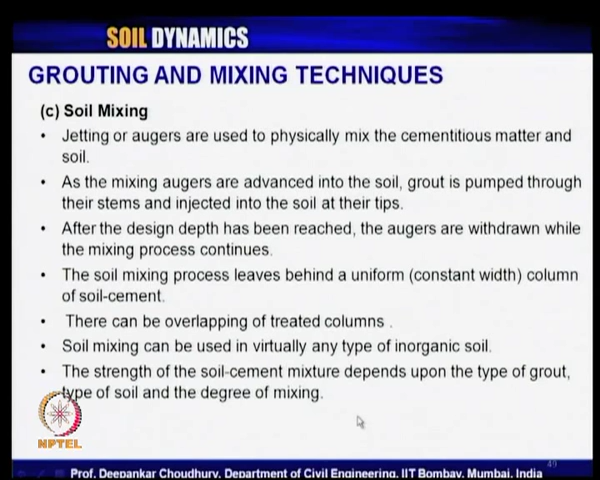 SOIL DYNAMICS
GROUTING AND MIXING TECHNIQUES
(c) Soil Mixing
• Jetting or augers are used to physically mix the cementitious matter and
soil.
• As the mixing augers are advanced into the soil, grout is pumped through
their stems and injected into the soil at their tips.
• After the design depth has been reached, the augers are withdrawn while
the mixing process continues.
• The soil mixing process leaves behind a uniform (constant width) column
of soil-cement.
• There can be overlapping of treated columns .
• Soil mixing can be used in virtually any type of inorganic soil.
• The strength of the soil-cement mixture depends upon the type of grout,
type of soil and the degree of mixing.
NPTEL
49
Prof. Deepankar Choudhury, Department of Civil Engineering, IIT Bombay, Mumbai, India